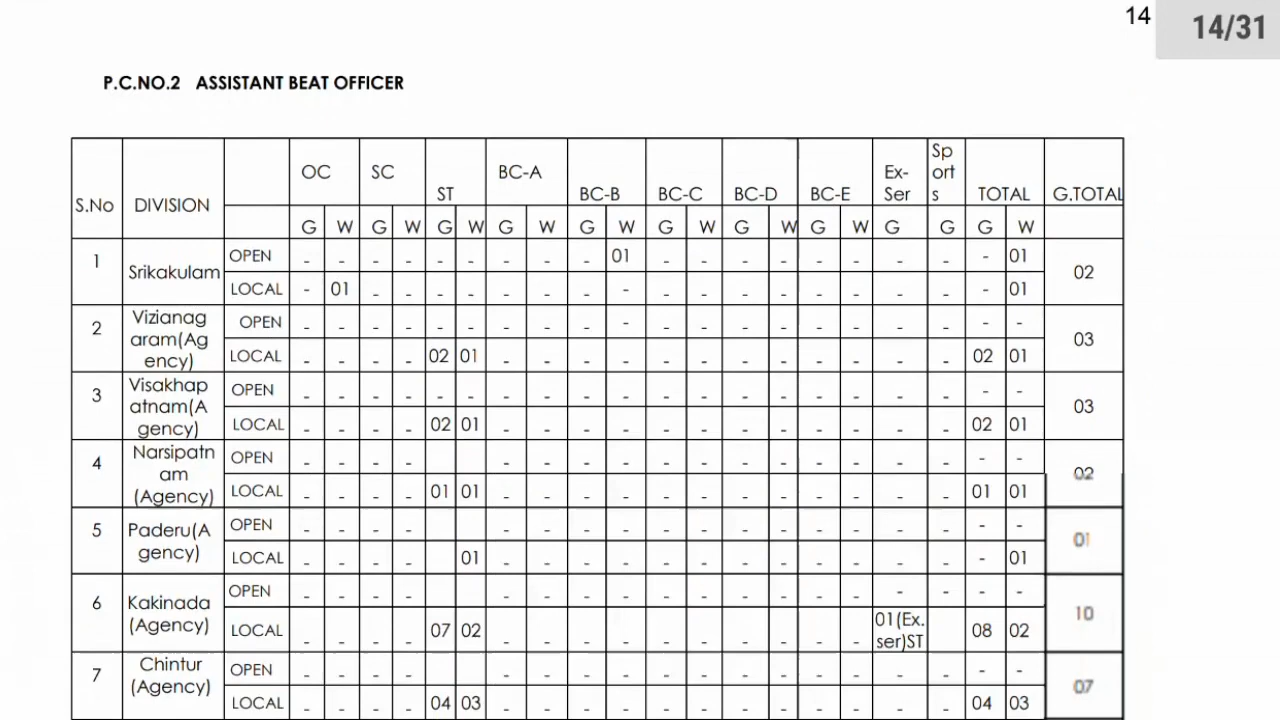 14
14/31
P.C.NO.2 ASSISTANT BEAT OFFICER
S.No DIVISION OC SC ST BC-A BC-B BC-C BC-D BC-E Ex-Ser Sports TOTAL G.TOTAL
G W G W G W G W G W G W G W G W G G G W
1 Srikakulam OPEN - - - - - - - - - 01 - - - - - - - - - 01 02
LOCAL - 01 - - - - - - - - - - - - - - - - - 01
2 Vizianagaram(Agency) OPEN - - - - - - - - - - - - - - - - - - - - 03
LOCAL - - - - 02 01 - - - - - - - - - - - - 02 01
3 Visakhapatnam(Agency) OPEN - - - - - - - - - - - - - - - - - - - - 03
LOCAL - - - - 02 01 - - - - - - - - - - - - 02 01
4 Narsipatnam (Agency) OPEN - - - - - - - - - - - - - - - - - - - - 02
LOCAL - - - - 01 01 - - - - - - - - - - - - 01 01
5 Paderu(Agency) OPEN - - - - - - - - - - - - - - - - - - - - 01
LOCAL - - - - 01 - - - - - - - - - - - - - 01
6 Kakinada (Agency) OPEN - - - - - - - - - - - - - - - - - - - - 10
LOCAL - - - - 07 02 - - - - - - - - - - 01(Ex.ser)ST 08 02
7 Chintur (Agency) OPEN - - - - - - - - - - - - - - - - - - - - 07
LOCAL - - - - 04 03 - - - - - - - - - - - - 04 03